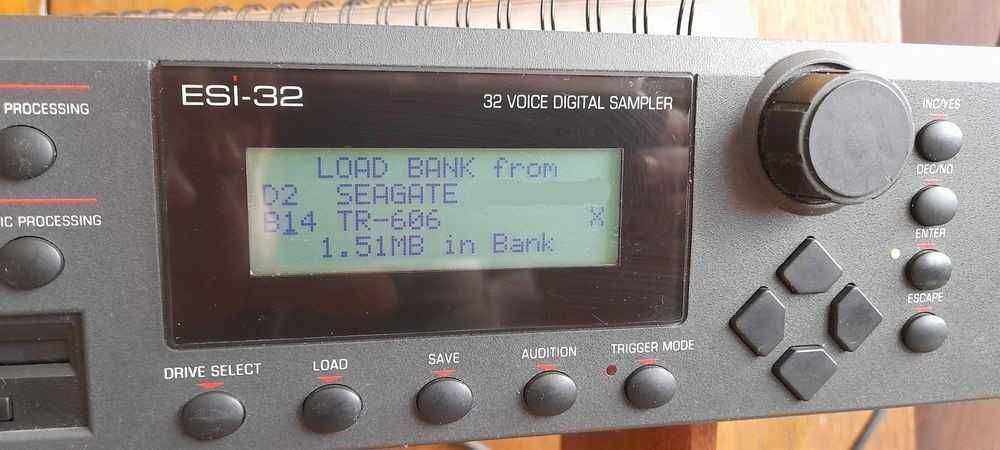 ESi-32
32 VOICE DIGITAL SAMPLER
PROCESSING
IC PROCESSING
LOAD BANK from
D2 SEAGATE
B14 TR-606 X
1.51MB in Bank
INC/YES
DEC/NO
ENTER
ESCAPE
DRIVE SELECT
LOAD
SAVE
AUDITION
TRIGGER MODE